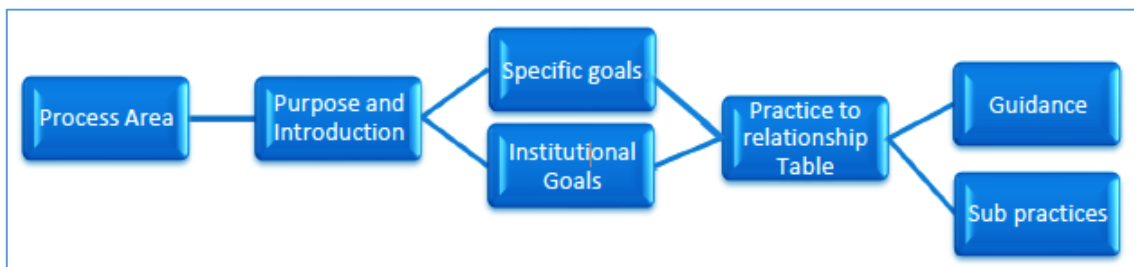 Process Area
Purpose and
Introduction
Specific goals
Institutional
Goals
Practice to
relationship
Table
Guidance
Sub practices